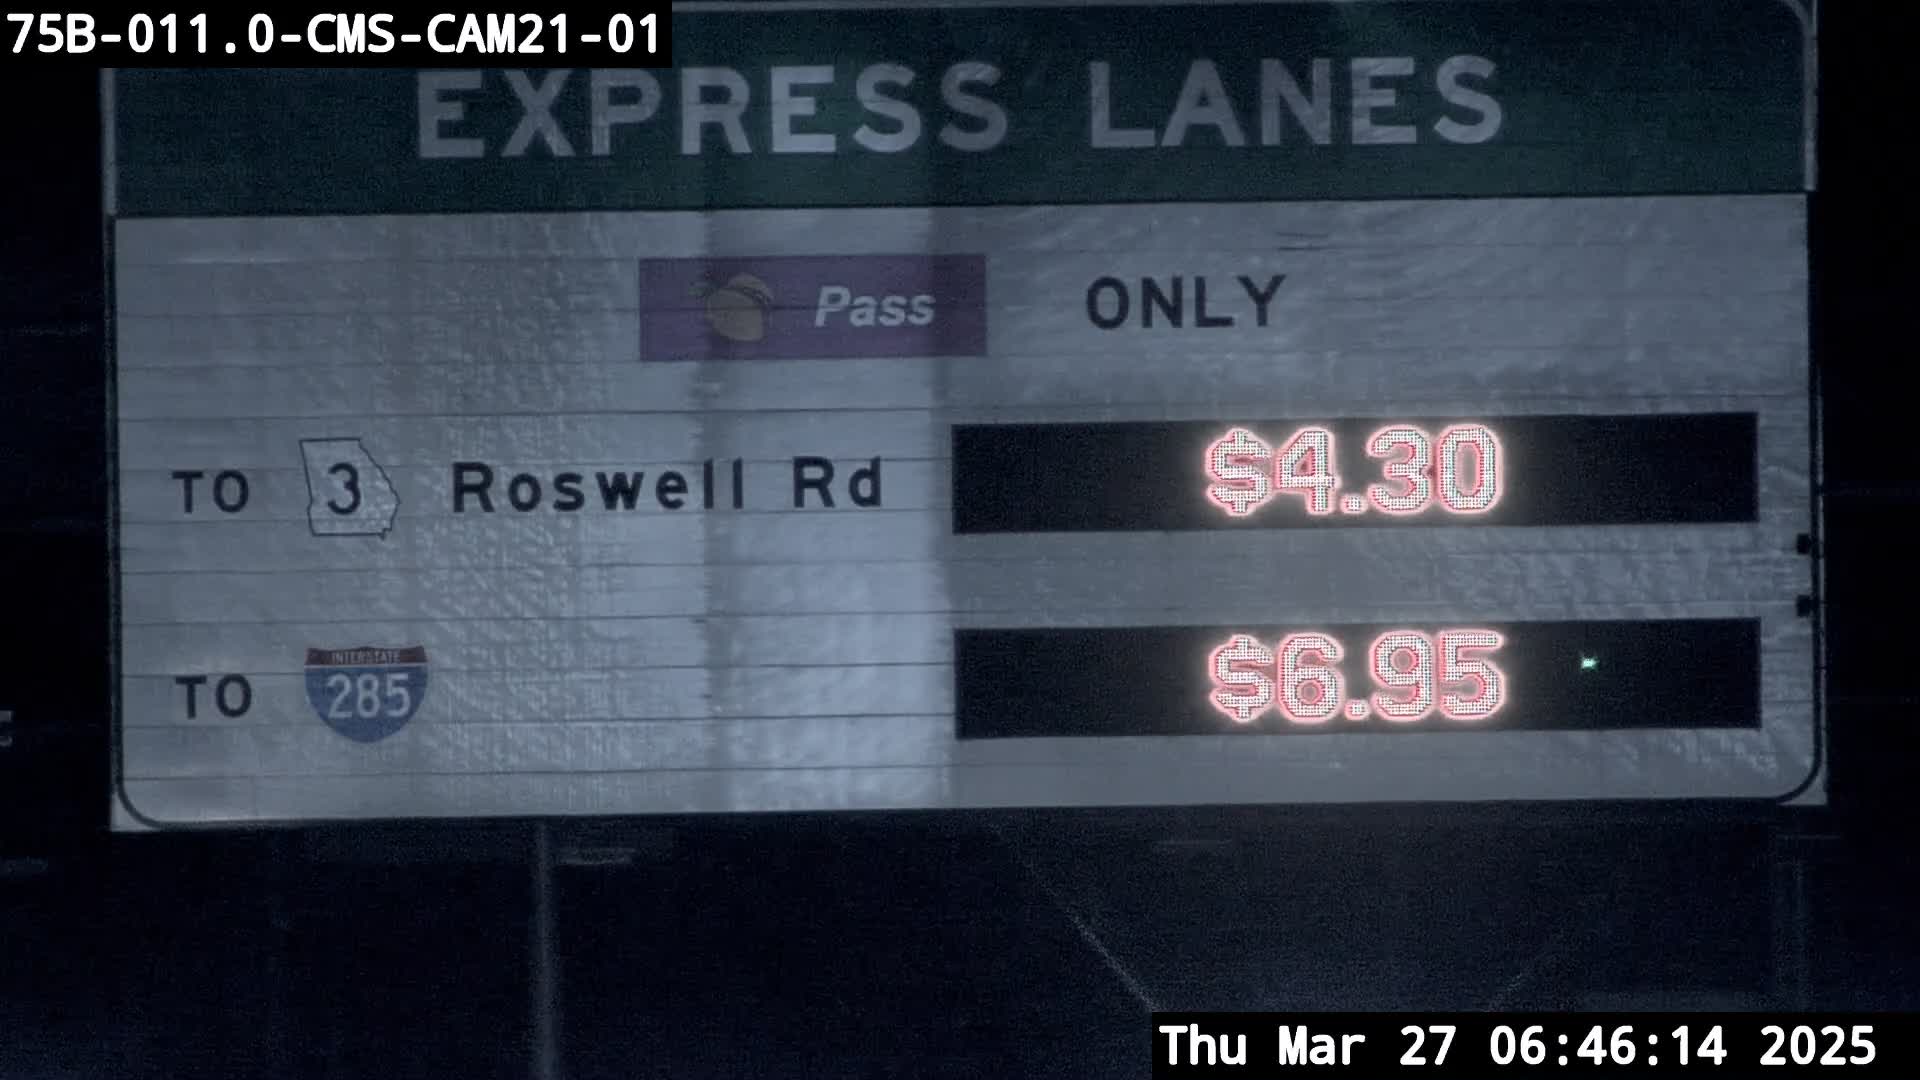 75B-011.0-CMS-CAM21-01
EXPRESS LANES
Pass ONLY
TO 3 Roswell Rd $4.30
TO INTERSTATE 285 $6.95
Thu Mar 27 06:46:14 2025